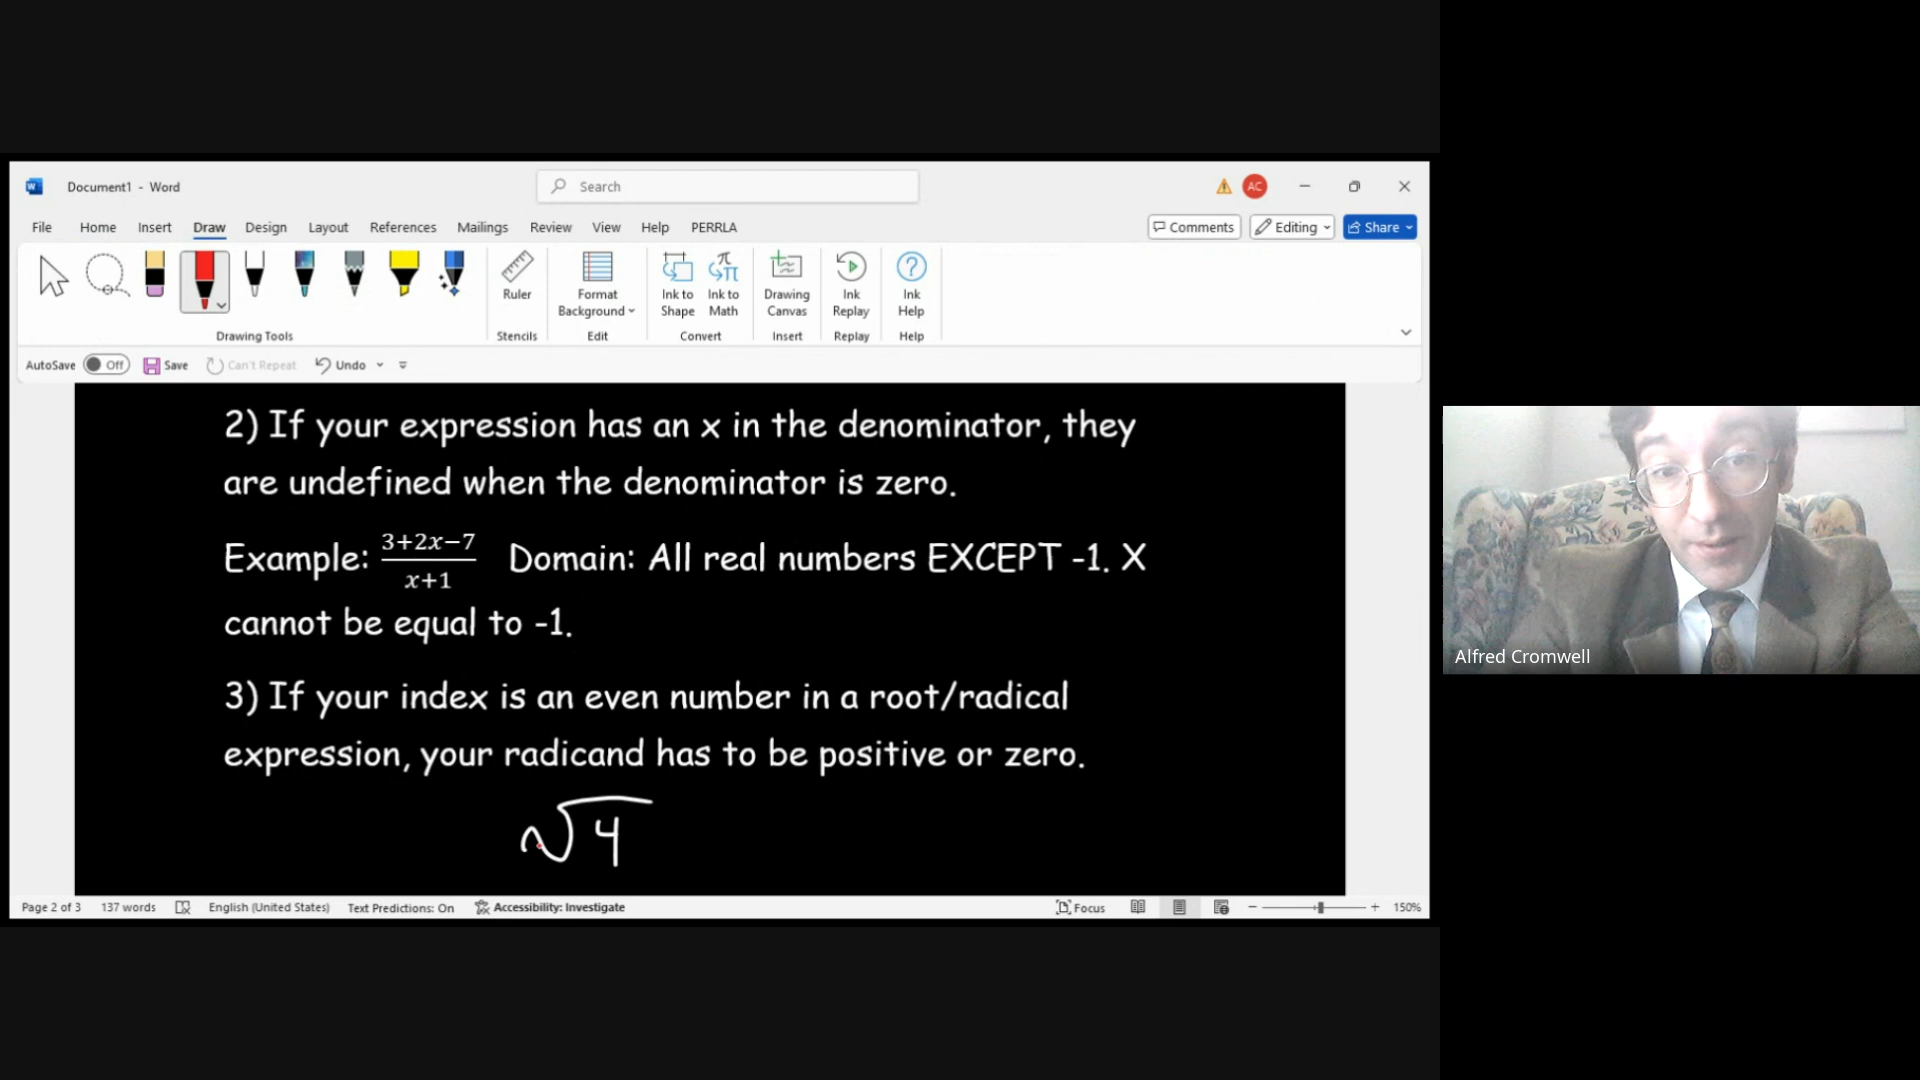 Document1 - Word
Search
AC
File Home Insert Draw Design Layout References Mailings Review View Help PERRLA
Comments Editing Share
Ruler
Format Background
Ink to Shape
Ink to Math
Drawing Canvas
Ink Replay
Ink Help
Drawing Tools Stencils Edit Convert Insert Replay Help
AutoSave Off Save Can't Repeat Undo
2) If your expression has an x in the denominator, they
are undefined when the denominator is zero.
Example: (3+2x−7)/(x+1) Domain: All real numbers EXCEPT -1. X
cannot be equal to -1.
3) If your index is an even number in a root/radical
expression, your radicand has to be positive or zero.
√4
Page 2 of 3 137 words English (United States) Text Predictions: On Accessibility: Investigate Focus 150%
Alfred Cromwell